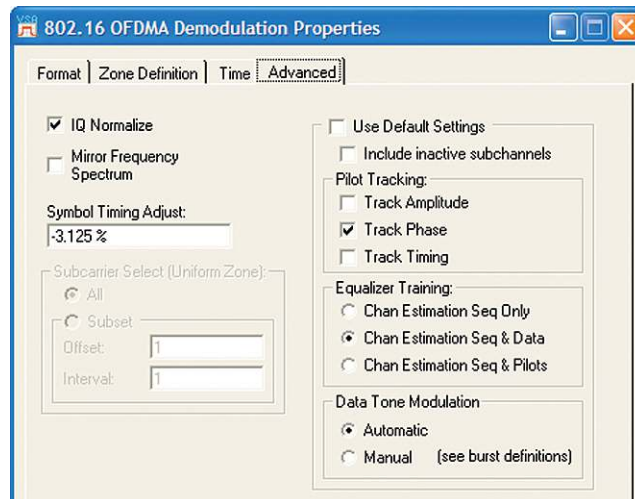 VSA 802.16 OFDMA Demodulation Properties
Format Zone Definition Time Advanced
IQ Normalize
Mirror Frequency
Spectrum
Symbol Timing Adjust:
-3.125 %
Subcarrier Select (Uniform Zone):
All
Subset
Offset: 1
Interval: 1
Use Default Settings
Include inactive subchannels
Pilot Tracking:
Track Amplitude
Track Phase
Track Timing
Equalizer Training:
Chan Estimation Seq Only
Chan Estimation Seq & Data
Chan Estimation Seq & Pilots
Data Tone Modulation
Automatic
Manual (see burst definitions)